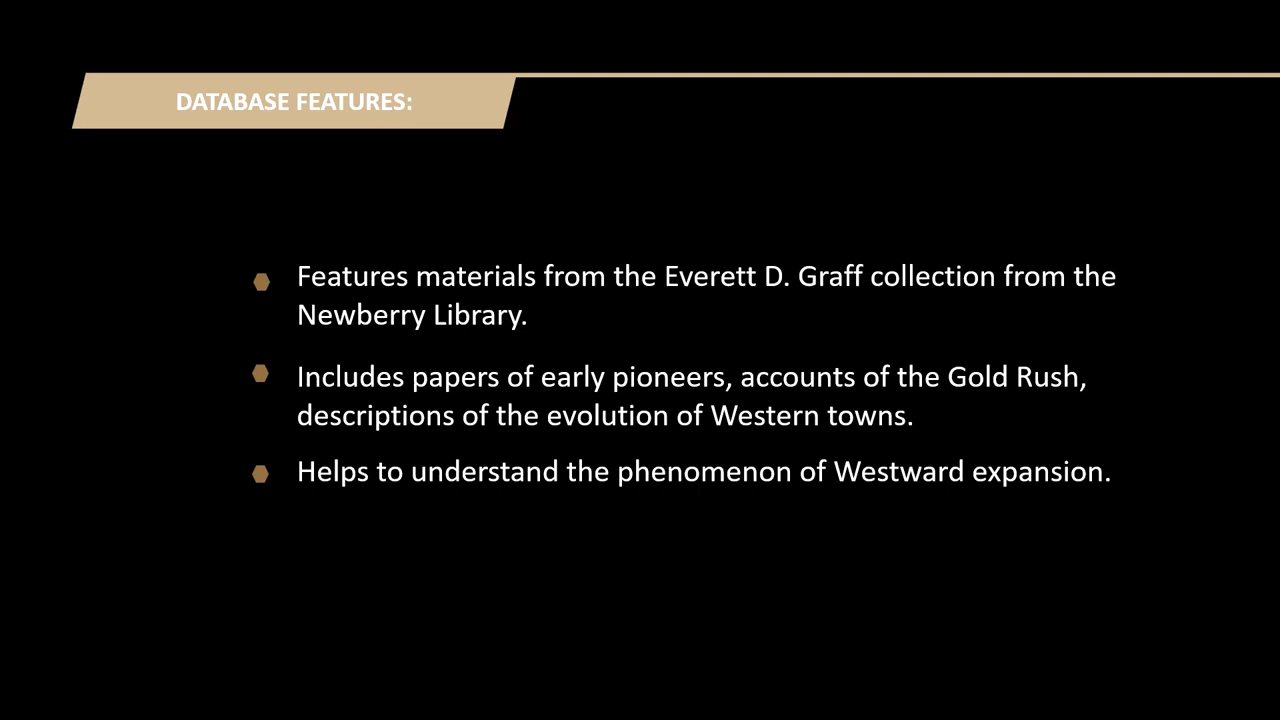 DATABASE FEATURES:
Features materials from the Everett D. Graff collection from the
Newberry Library.
Includes papers of early pioneers, accounts of the Gold Rush,
descriptions of the evolution of Western towns.
Helps to understand the phenomenon of Westward expansion.